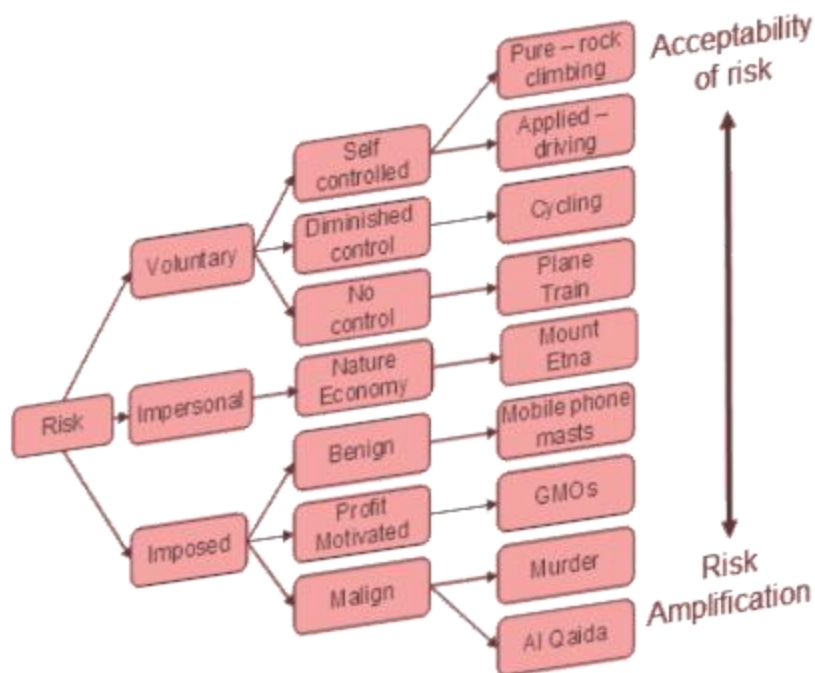 Pure – rock
climbing
Acceptability
of risk
Self
controlled
Applied –
driving
Voluntary
Diminished
control
Cycling
No
control
Plane
Train
Risk
Impersonal
Nature
Economy
Mount
Etna
Benign
Mobile phone
masts
Imposed
Profit
Motivated
GMOs
Malign
Murder
Al Qaida
Risk
Amplification